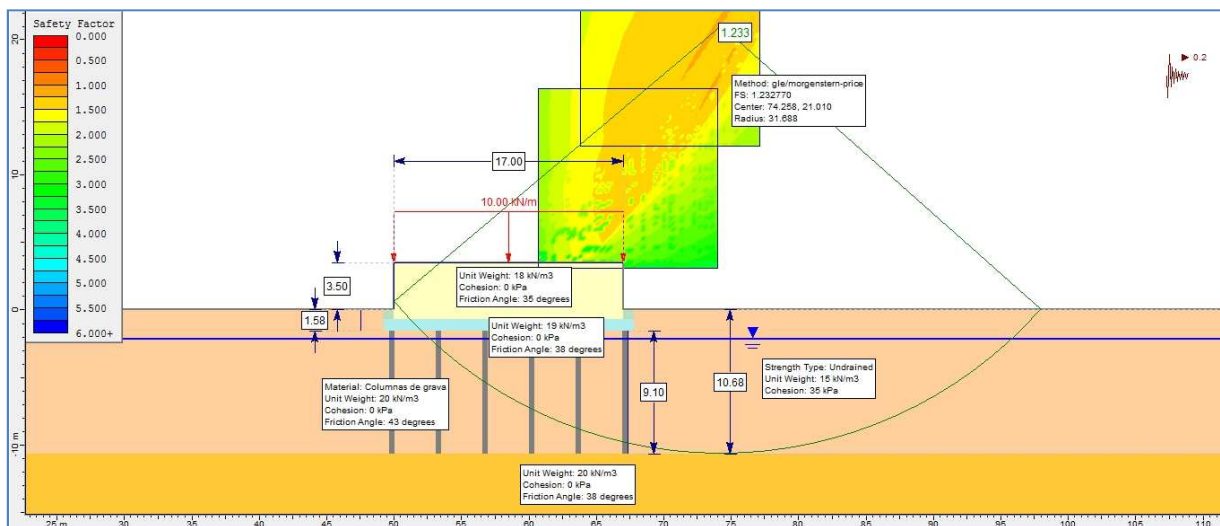 Safety Factor
0.000
0.500
1.000
1.500
2.000
2.500
3.000
3.500
4.000
4.500
5.000
5.500
6.000+
20
10
0
-10
m
1.233
0.2
Method: gle/morgenstern-price
FS: 1.232770
Center: 74.258, 21.010
Radius: 31.688
17.00
10.00 kN/m
3.50
1.58
Unit Weight: 18 kN/m3
Cohesion: 0 kPa
Friction Angle: 35 degrees
Unit Weight: 19 kN/m3
Cohesion: 0 kPa
Friction Angle: 38 degrees
Material: Columnas de grava
Unit Weight: 20 kN/m3
Cohesion: 0 kPa
Friction Angle: 43 degrees
9.10
10.68
Strength Type: Undrained
Unit Weight: 15 kN/m3
Cohesion: 35 kPa
Unit Weight: 20 kN/m3
Cohesion: 0 kPa
Friction Angle: 38 degrees
25 m 30 35 40 45 50 55 60 65 70 75 80 85 90 95 100 105 110